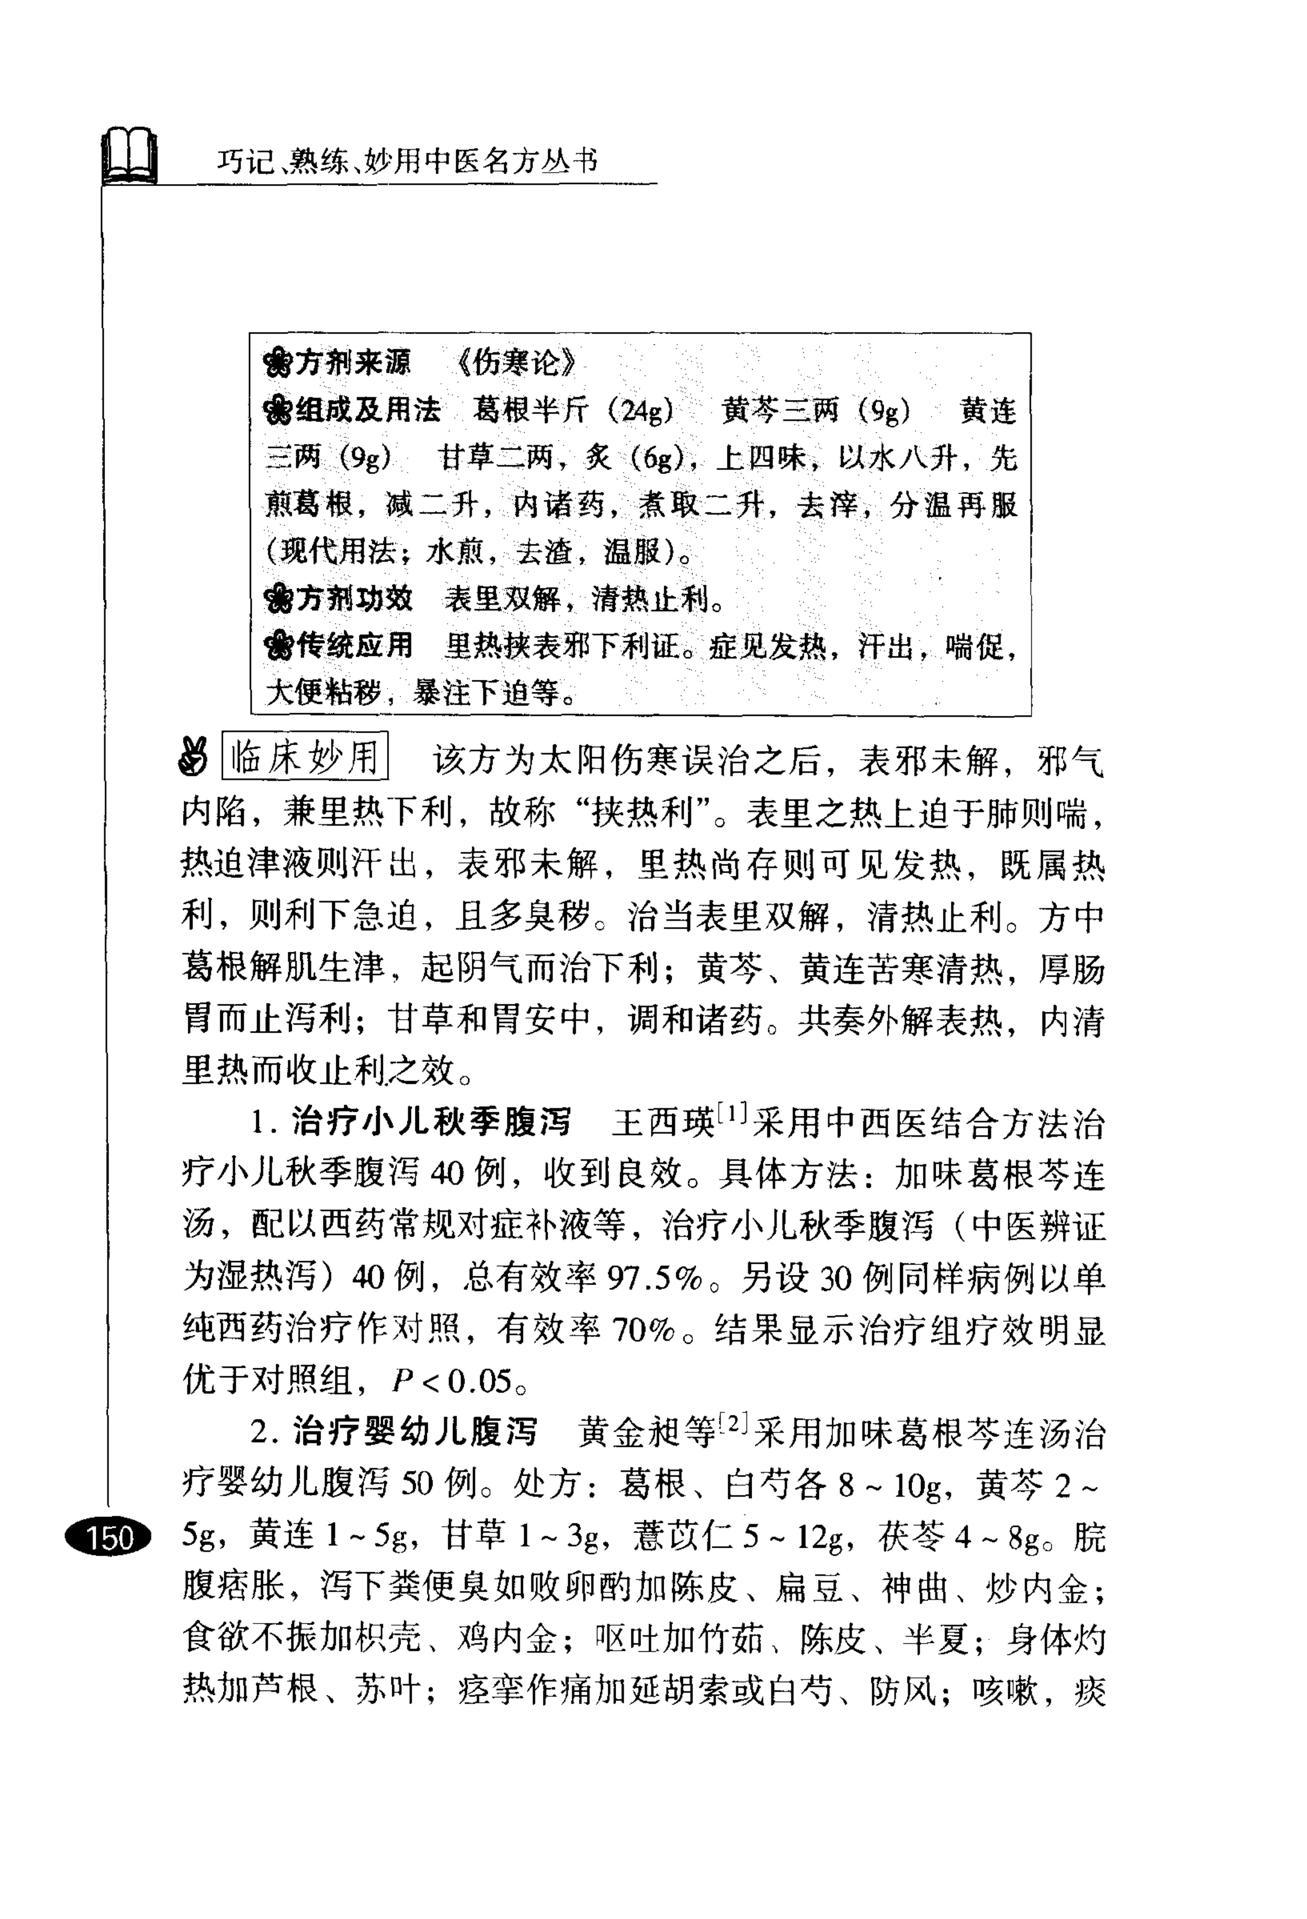 巧记、熟练、妙用中医名方丛书
方剂来源 《伤寒论》
组成及用法 葛根半斤（24g） 黄芩三两（9g） 黄连
三两（9g） 甘草二两，炙（6g），上四味，以水八升，先
煎葛根，减二升，内诸药，煮取二升，去滓，分温再服
（现代用法；水煎，去渣，温服）。
方剂功效 表里双解，清热止利。
传统应用 里热挟表邪下利证。症见发热，汗出，喘促，
大便粘秽，暴注下迫等。
临床妙用 该方为太阳伤寒误治之后，表邪未解，邪气
内陷，兼里热下利，故称“挟热利”。表里之热上迫于肺则喘，
热迫津液则汗出，表邪未解，里热尚存则可见发热，既属热
利，则利下急迫，且多臭秽。治当表里双解，清热止利。方中
葛根解肌生津，起阴气而治下利；黄芩、黄连苦寒清热，厚肠
胃而止泻利；甘草和胃安中，调和诸药。共奏外解表热，内清
里热而收止利之效。
1. 治疗小儿秋季腹泻 王西瑛[1]采用中西医结合方法治
疗小儿秋季腹泻 40 例，收到良效。具体方法：加味葛根芩连
汤，配以西药常规对症补液等，治疗小儿秋季腹泻（中医辨证
为湿热泻）40 例，总有效率 97.5%。另设 30 例同样病例以单
纯西药治疗作对照，有效率 70%。结果显示治疗组疗效明显
优于对照组，P < 0.05。
2. 治疗婴幼儿腹泻 黄金昶等[2]采用加味葛根芩连汤治
疗婴幼儿腹泻 50 例。处方：葛根、白芍各 8 ~ 10g，黄芩 2 ~
5g，黄连 1 ~ 5g，甘草 1 ~ 3g，薏苡仁 5 ~ 12g，茯苓 4 ~ 8g。脘
腹痞胀，泻下粪便臭如败卵酌加陈皮、扁豆、神曲、炒内金；
食欲不振加枳壳、鸡内金；呕吐加竹茹、陈皮、半夏；身体灼
热加芦根、苏叶；痉挛作痛加延胡索或白芍、防风；咳嗽，痰
150